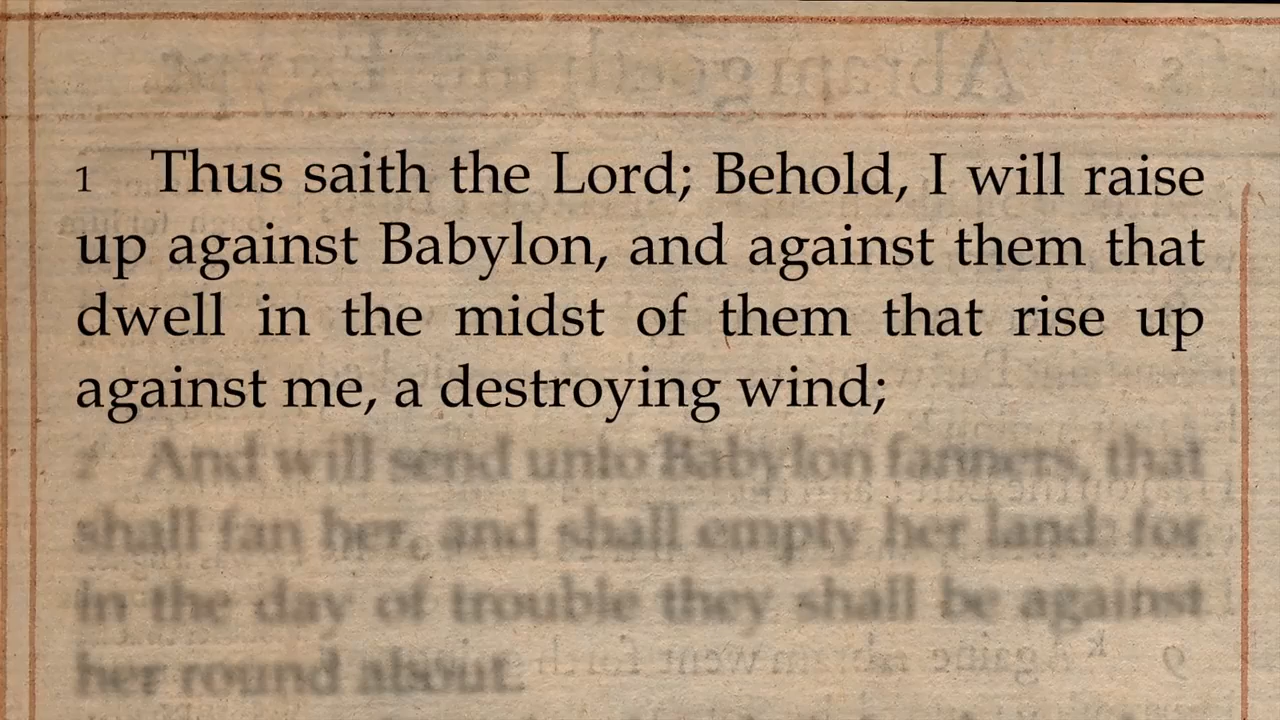 1 Thus saith the Lord; Behold, I will raise
up against Babylon, and against them that
dwell in the midst of them that rise up
against me, a destroying wind;
2 And will send unto Babylon fanners, that
shall fan her, and shall empty her land: for
in the day of trouble they shall be against
her round about.